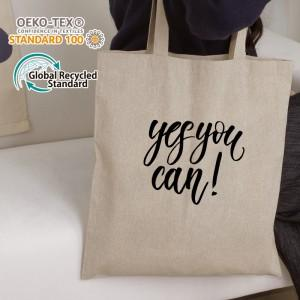 OEKO-TEX®
CONFIDENCE IN TEXTILES
STANDARD 100
Global Recycled
Standard
yes you
can!